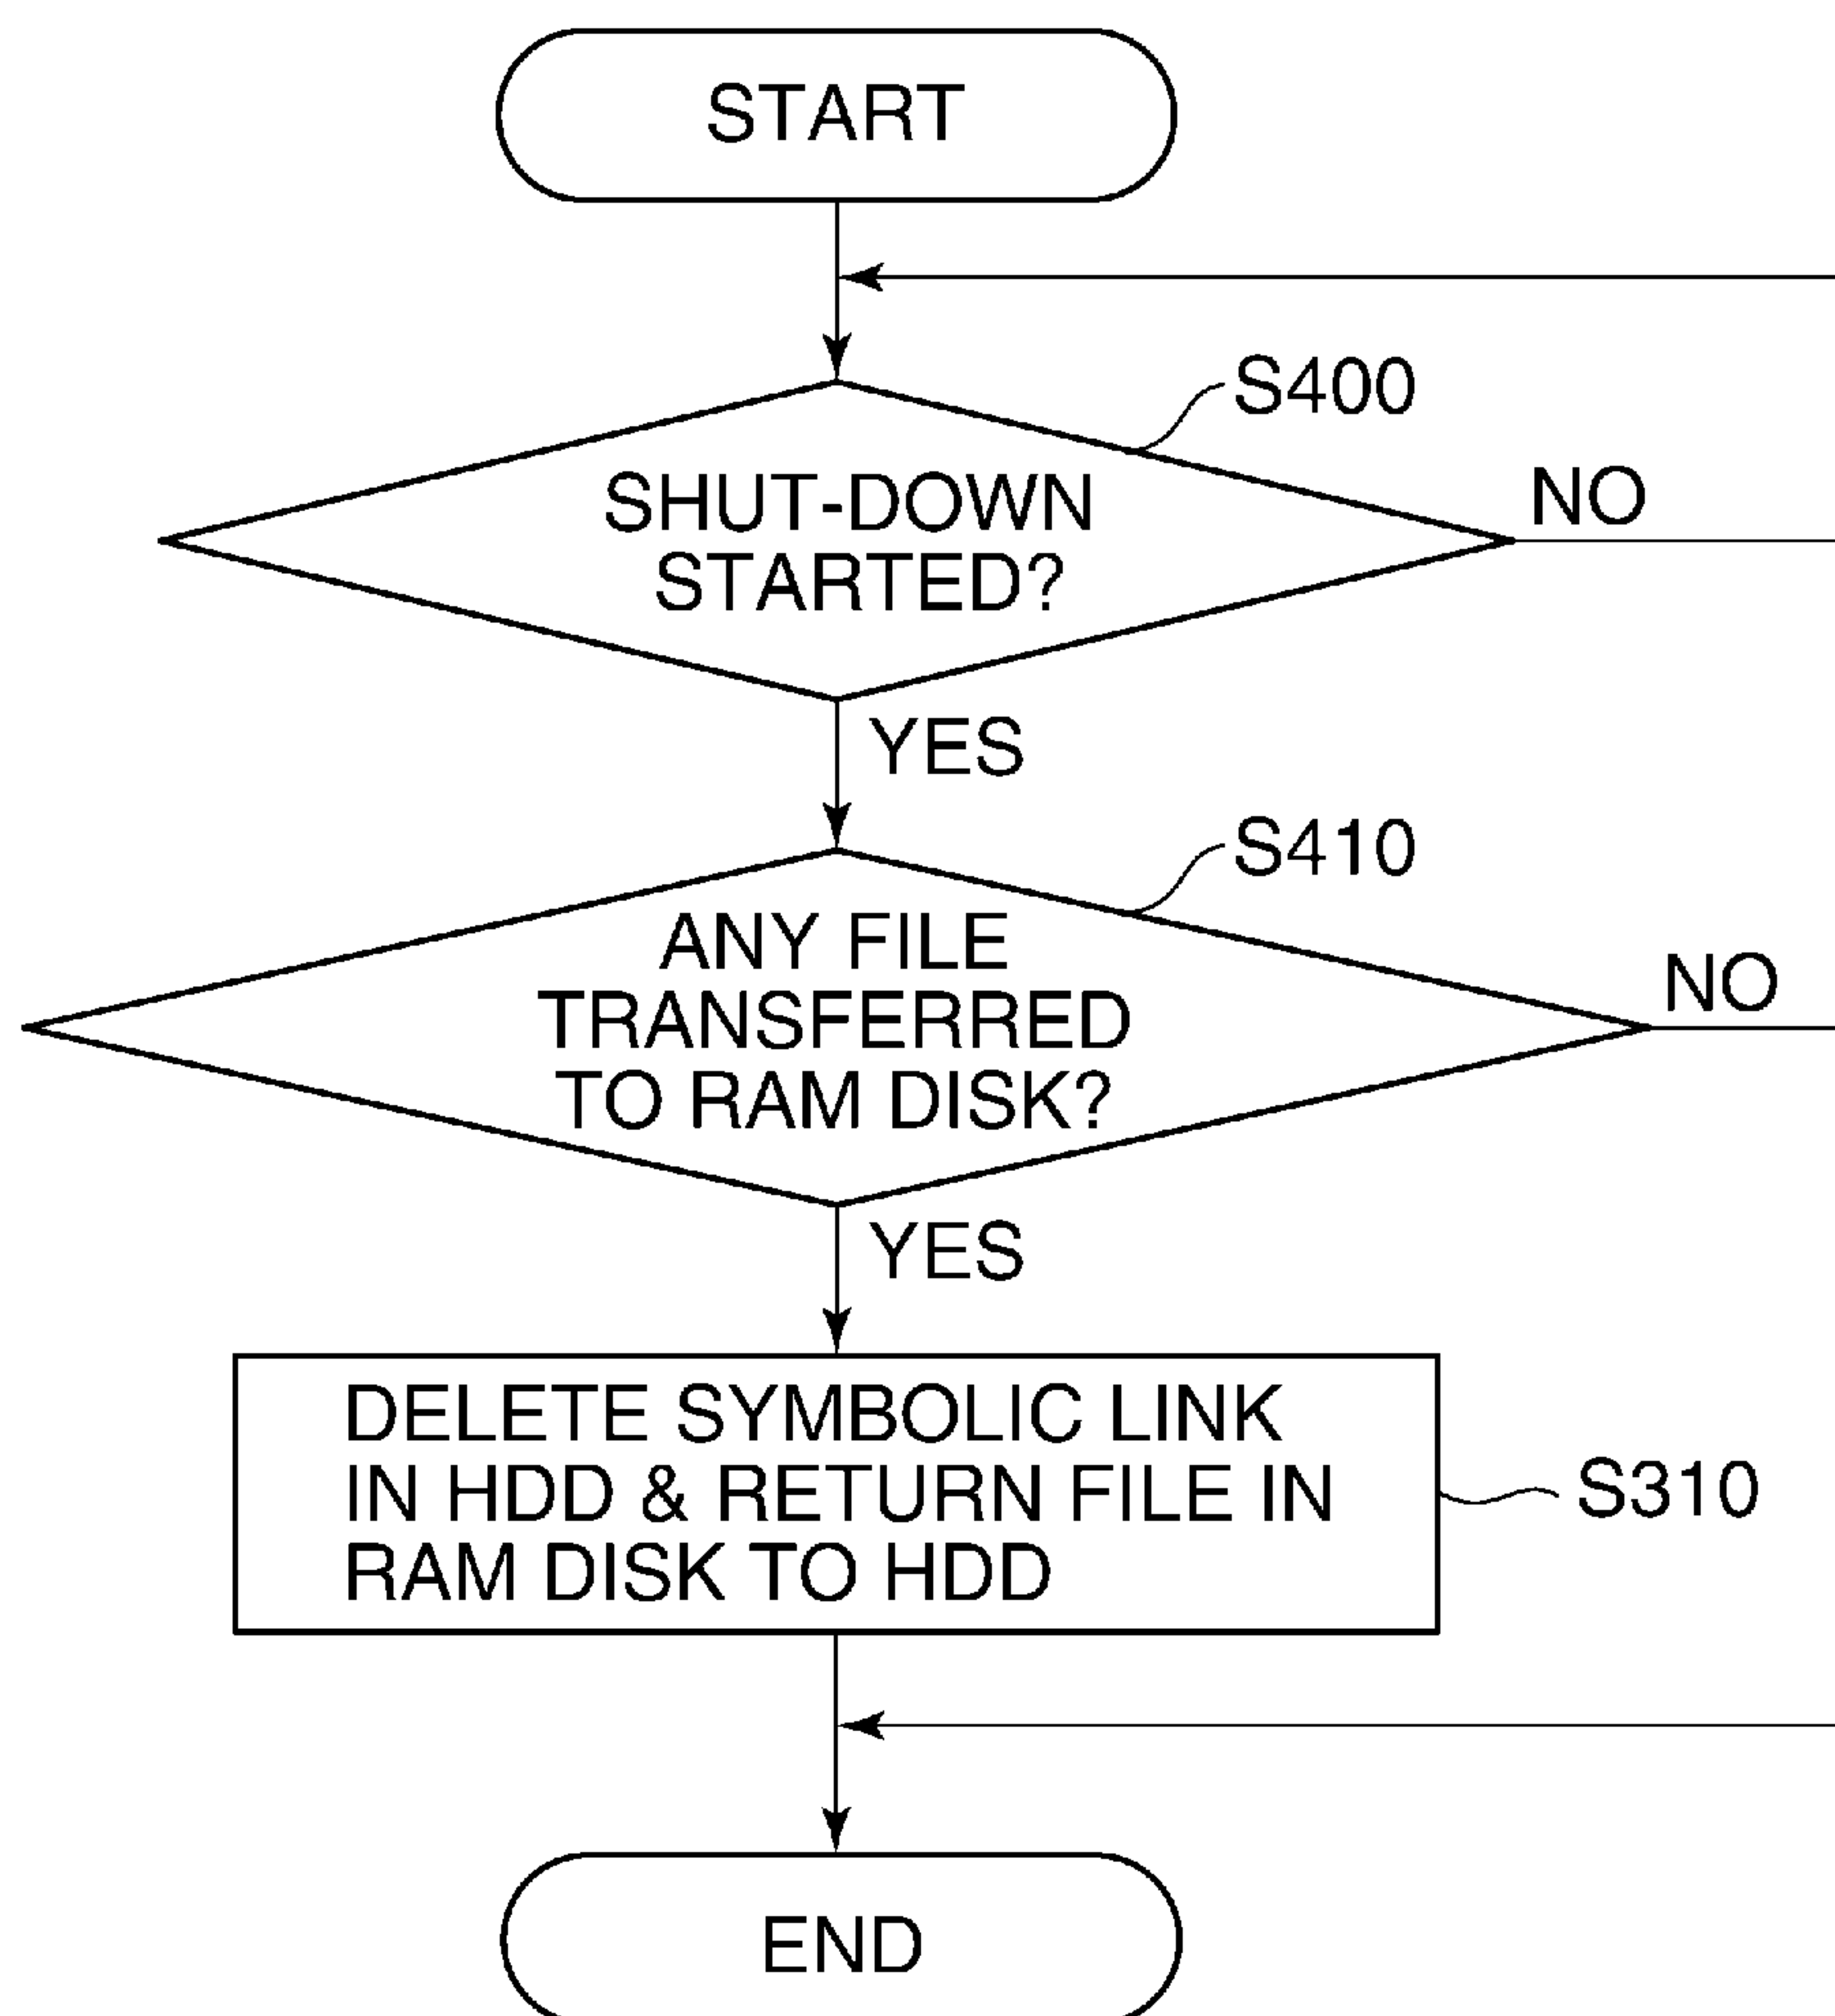 START
S400
SHUT-DOWN
STARTED?
NO
YES
S410
ANY FILE
TRANSFERRED
TO RAM DISK?
NO
YES
DELETE SYMBOLIC LINK
IN HDD & RETURN FILE IN
RAM DISK TO HDD
S310
END